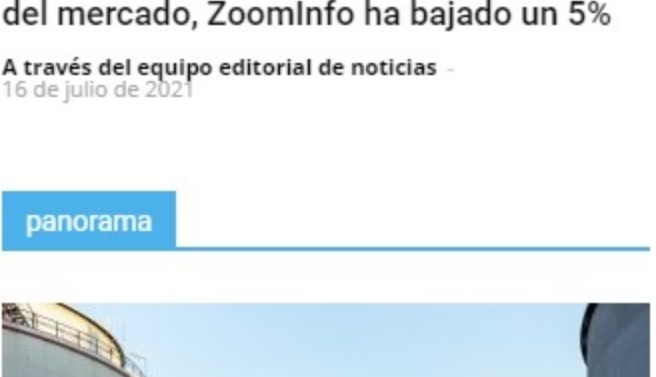 del mercado, ZoomInfo ha bajado un 5%
A través del equipo editorial de noticias -
16 de julio de 2021
panorama